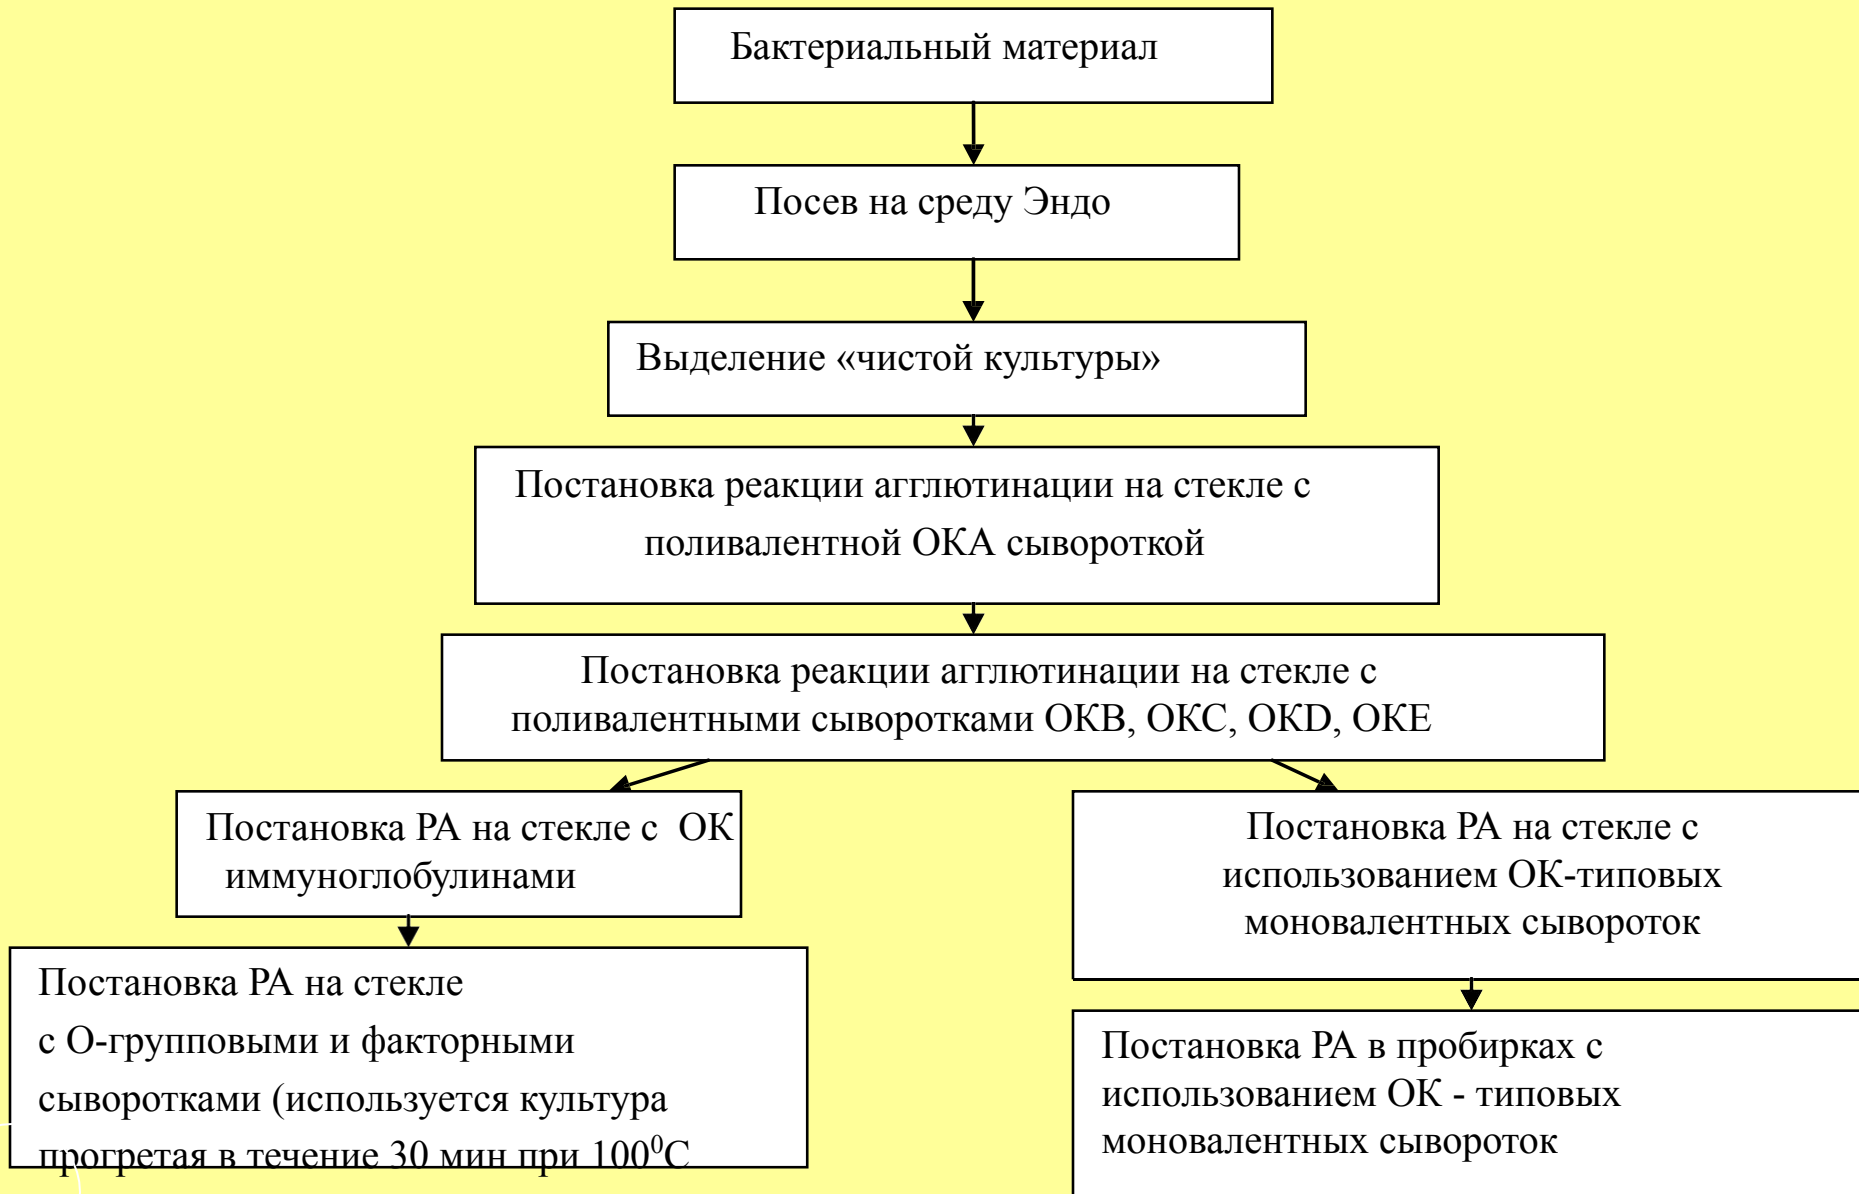 Бактериальный материал
Посев на среду Эндо
Выделение «чистой культуры»
Постановка реакции агглютинации на стекле с
поливалентной ОКА сывороткой
Постановка реакции агглютинации на стекле с
поливалентными сыворотками ОКВ, ОКС, ОКD, ОКЕ
Постановка РА на стекле с ОК
иммуноглобулинами
Постановка РА на стекле
с О-групповыми и факторными
сыворотками (используется культура
прогретая в течение 30 мин при 100⁰С
Постановка РА на стекле с
использованием ОК-типовых
моновалентных сывороток
Постановка РА в пробирках с
использованием ОК - типовых
моновалентных сывороток